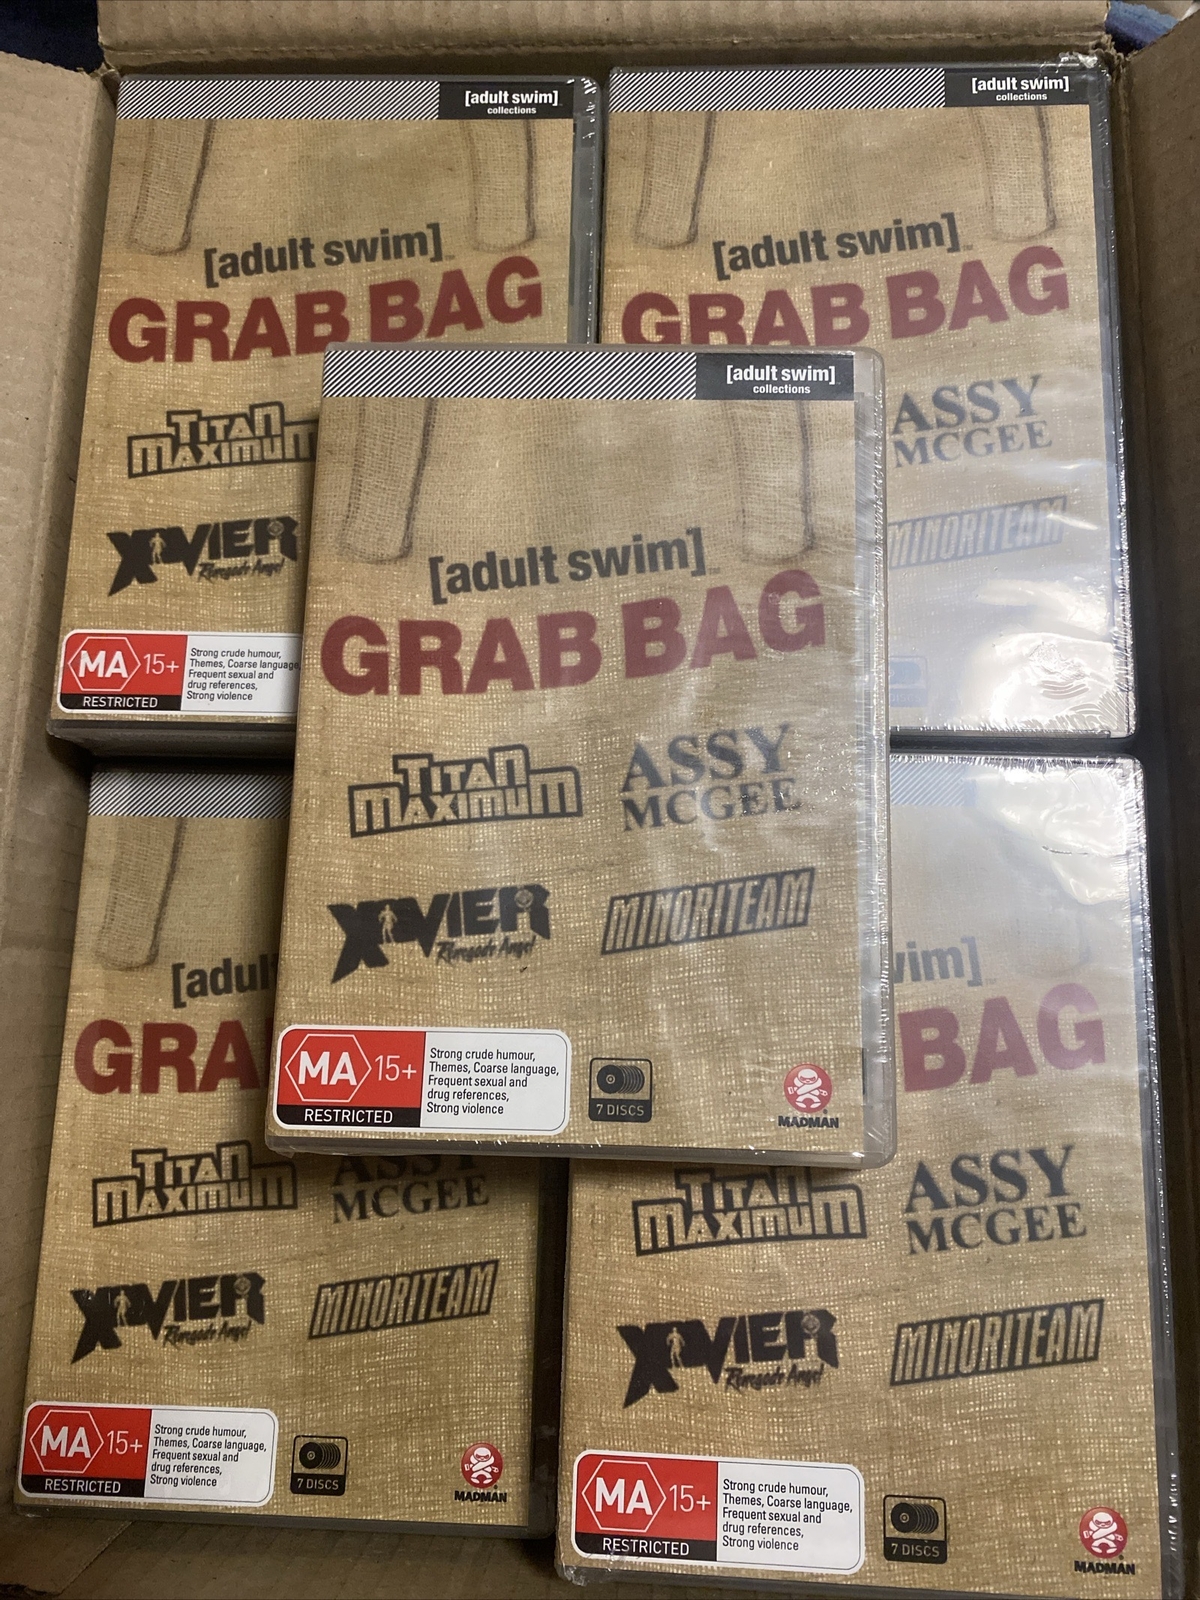 [adult swim]
collections
[adult swim]
GRAB BAG
TITAN
MAXIMUM
XAVIER
Renegade Angel
MA 15+
RESTRICTED
Strong crude humour,
Themes, Coarse language,
Frequent sexual and
drug references,
Strong violence
[adult swim]
collections
[adult swim]
GRAB BAG
ASSY
MCGEE
MINORITEAM
[adult swim]
collections
[adult swim]
GRAB BAG
TITAN
MAXIMUM
ASSY
MCGEE
XAVIER
Renegade Angel
MINORITEAM
MA 15+
RESTRICTED
Strong crude humour,
Themes, Coarse language,
Frequent sexual and
drug references,
Strong violence
7 DISCS
MADMAN
[adul
GRA
TITAN
MAXIMUM
ASSY
MCGEE
XAVIER
Renegade Angel
MINORITEAM
MA 15+
RESTRICTED
Strong crude humour,
Themes, Coarse language,
Frequent sexual and
drug references,
Strong violence
7 DISCS
MADMAN
wim]
BAG
TITAN
MAXIMUM
ASSY
MCGEE
XAVIER
Renegade Angel
MINORITEAM
MA 15+
RESTRICTED
Strong crude humour,
Themes, Coarse language,
Frequent sexual and
drug references,
Strong violence
7 DISCS
MADMAN